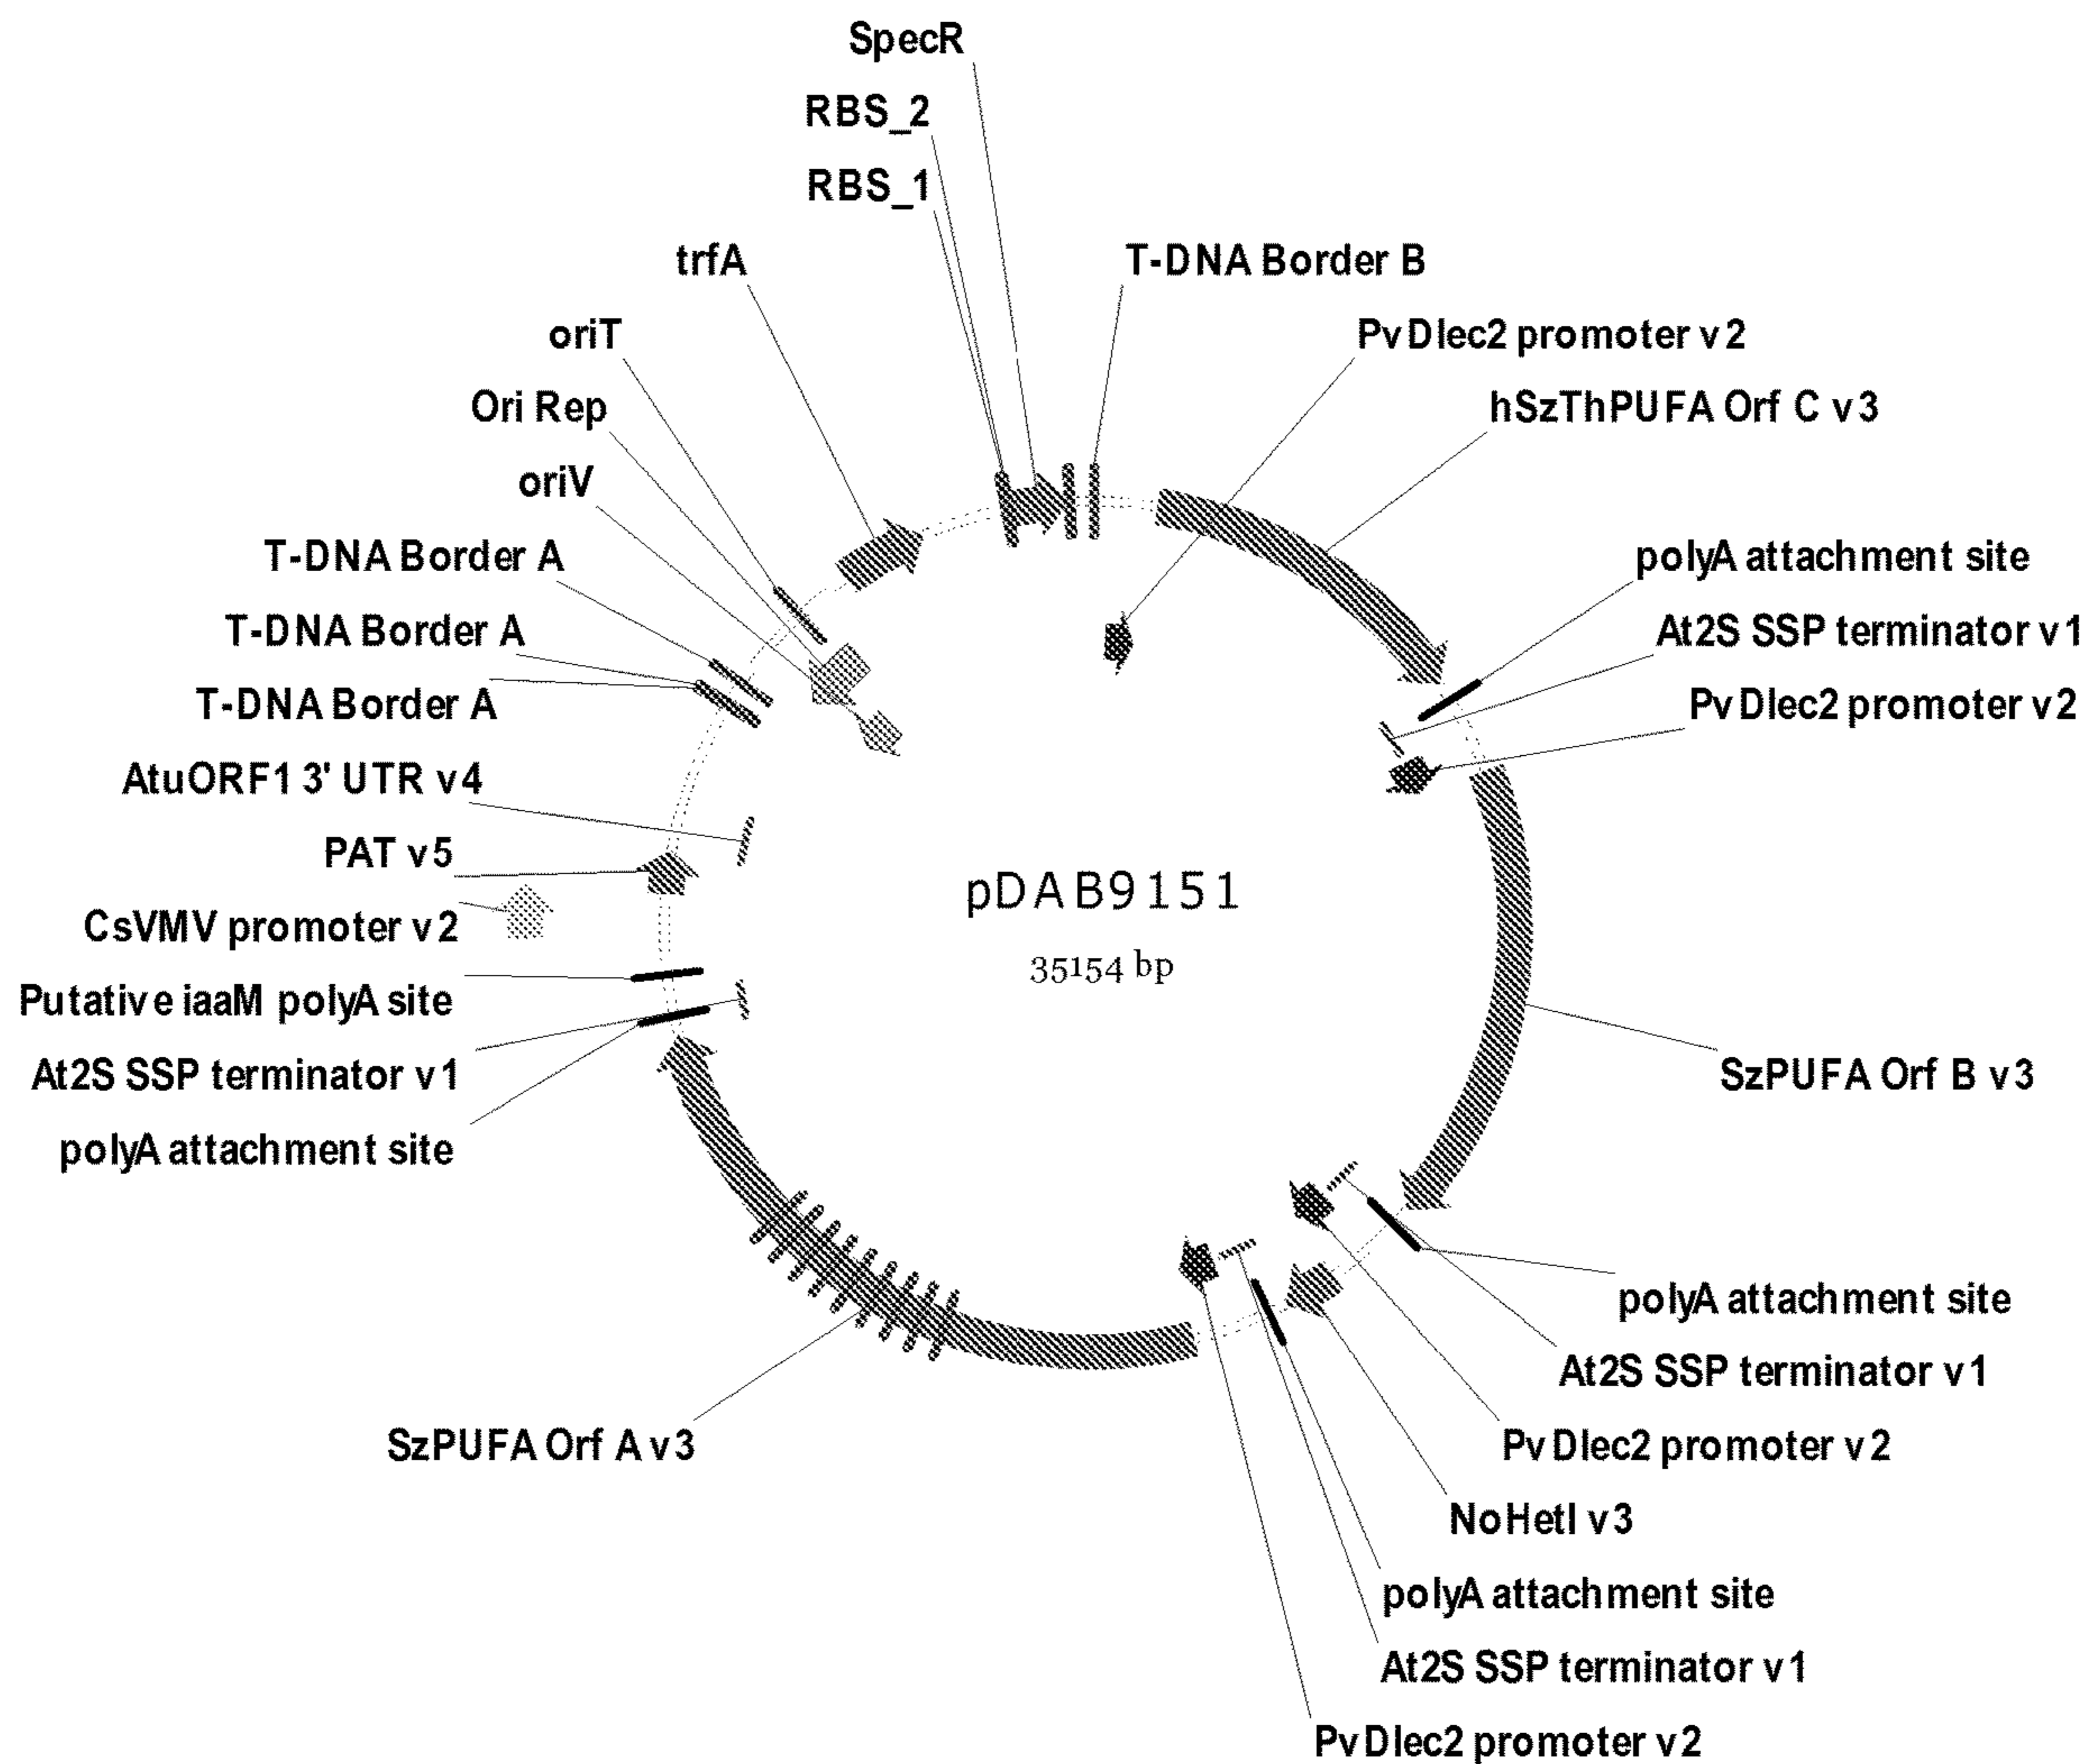 SpecR
RBS_2
RBS_1
trfA
T-DNA Border B
oriT
PvDlec2 promoter v2
Ori Rep
hSzThPUFA Orf C v3
oriV
T-DNA Border A
polyA attachment site
T-DNA Border A
At2S SSP terminator v1
T-DNA Border A
PvDlec2 promoter v2
AtuORF1 3' UTR v4
PAT v5
pDAB9151
CsVMV promoter v2
35154 bp
Putative iaaM polyA site
At2S SSP terminator v1
SzPUFA Orf B v3
polyA attachment site
polyA attachment site
At2S SSP terminator v1
SzPUFA Orf A v3
PvDlec2 promoter v2
NoHetI v3
polyA attachment site
At2S SSP terminator v1
PvDlec2 promoter v2